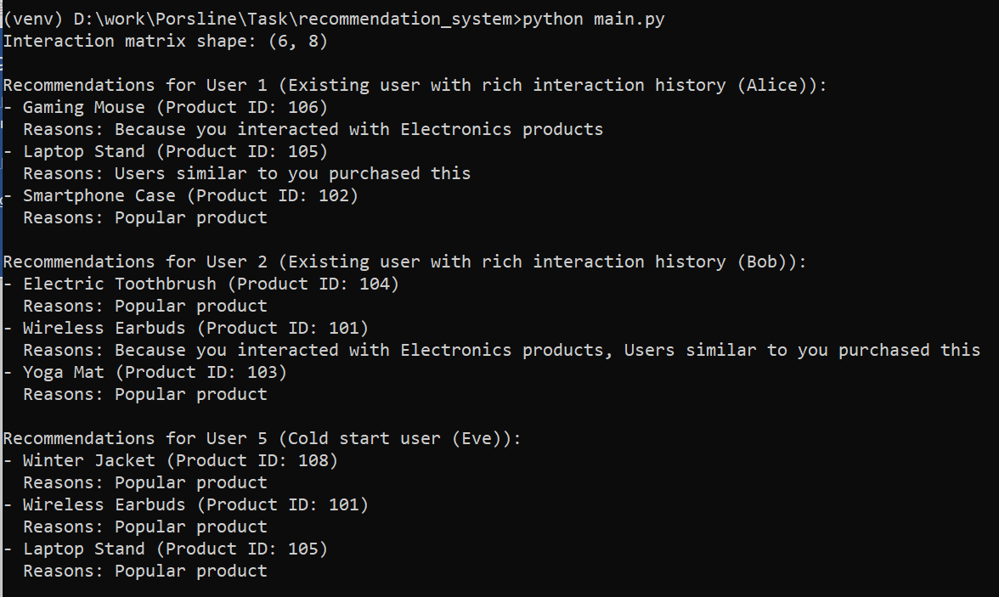 (venv) D:\work\Porsline\Task\recommendation_system>python main.py
Interaction matrix shape: (6, 8)
Recommendations for User 1 (Existing user with rich interaction history (Alice)):
- Gaming Mouse (Product ID: 106)
Reasons: Because you interacted with Electronics products
- Laptop Stand (Product ID: 105)
Reasons: Users similar to you purchased this
- Smartphone Case (Product ID: 102)
Reasons: Popular product
Recommendations for User 2 (Existing user with rich interaction history (Bob)):
- Electric Toothbrush (Product ID: 104)
Reasons: Popular product
- Wireless Earbuds (Product ID: 101)
Reasons: Because you interacted with Electronics products, Users similar to you purchased this
- Yoga Mat (Product ID: 103)
Reasons: Popular product
Recommendations for User 5 (Cold start user (Eve)):
- Winter Jacket (Product ID: 108)
Reasons: Popular product
- Wireless Earbuds (Product ID: 101)
Reasons: Popular product
- Laptop Stand (Product ID: 105)
Reasons: Popular product